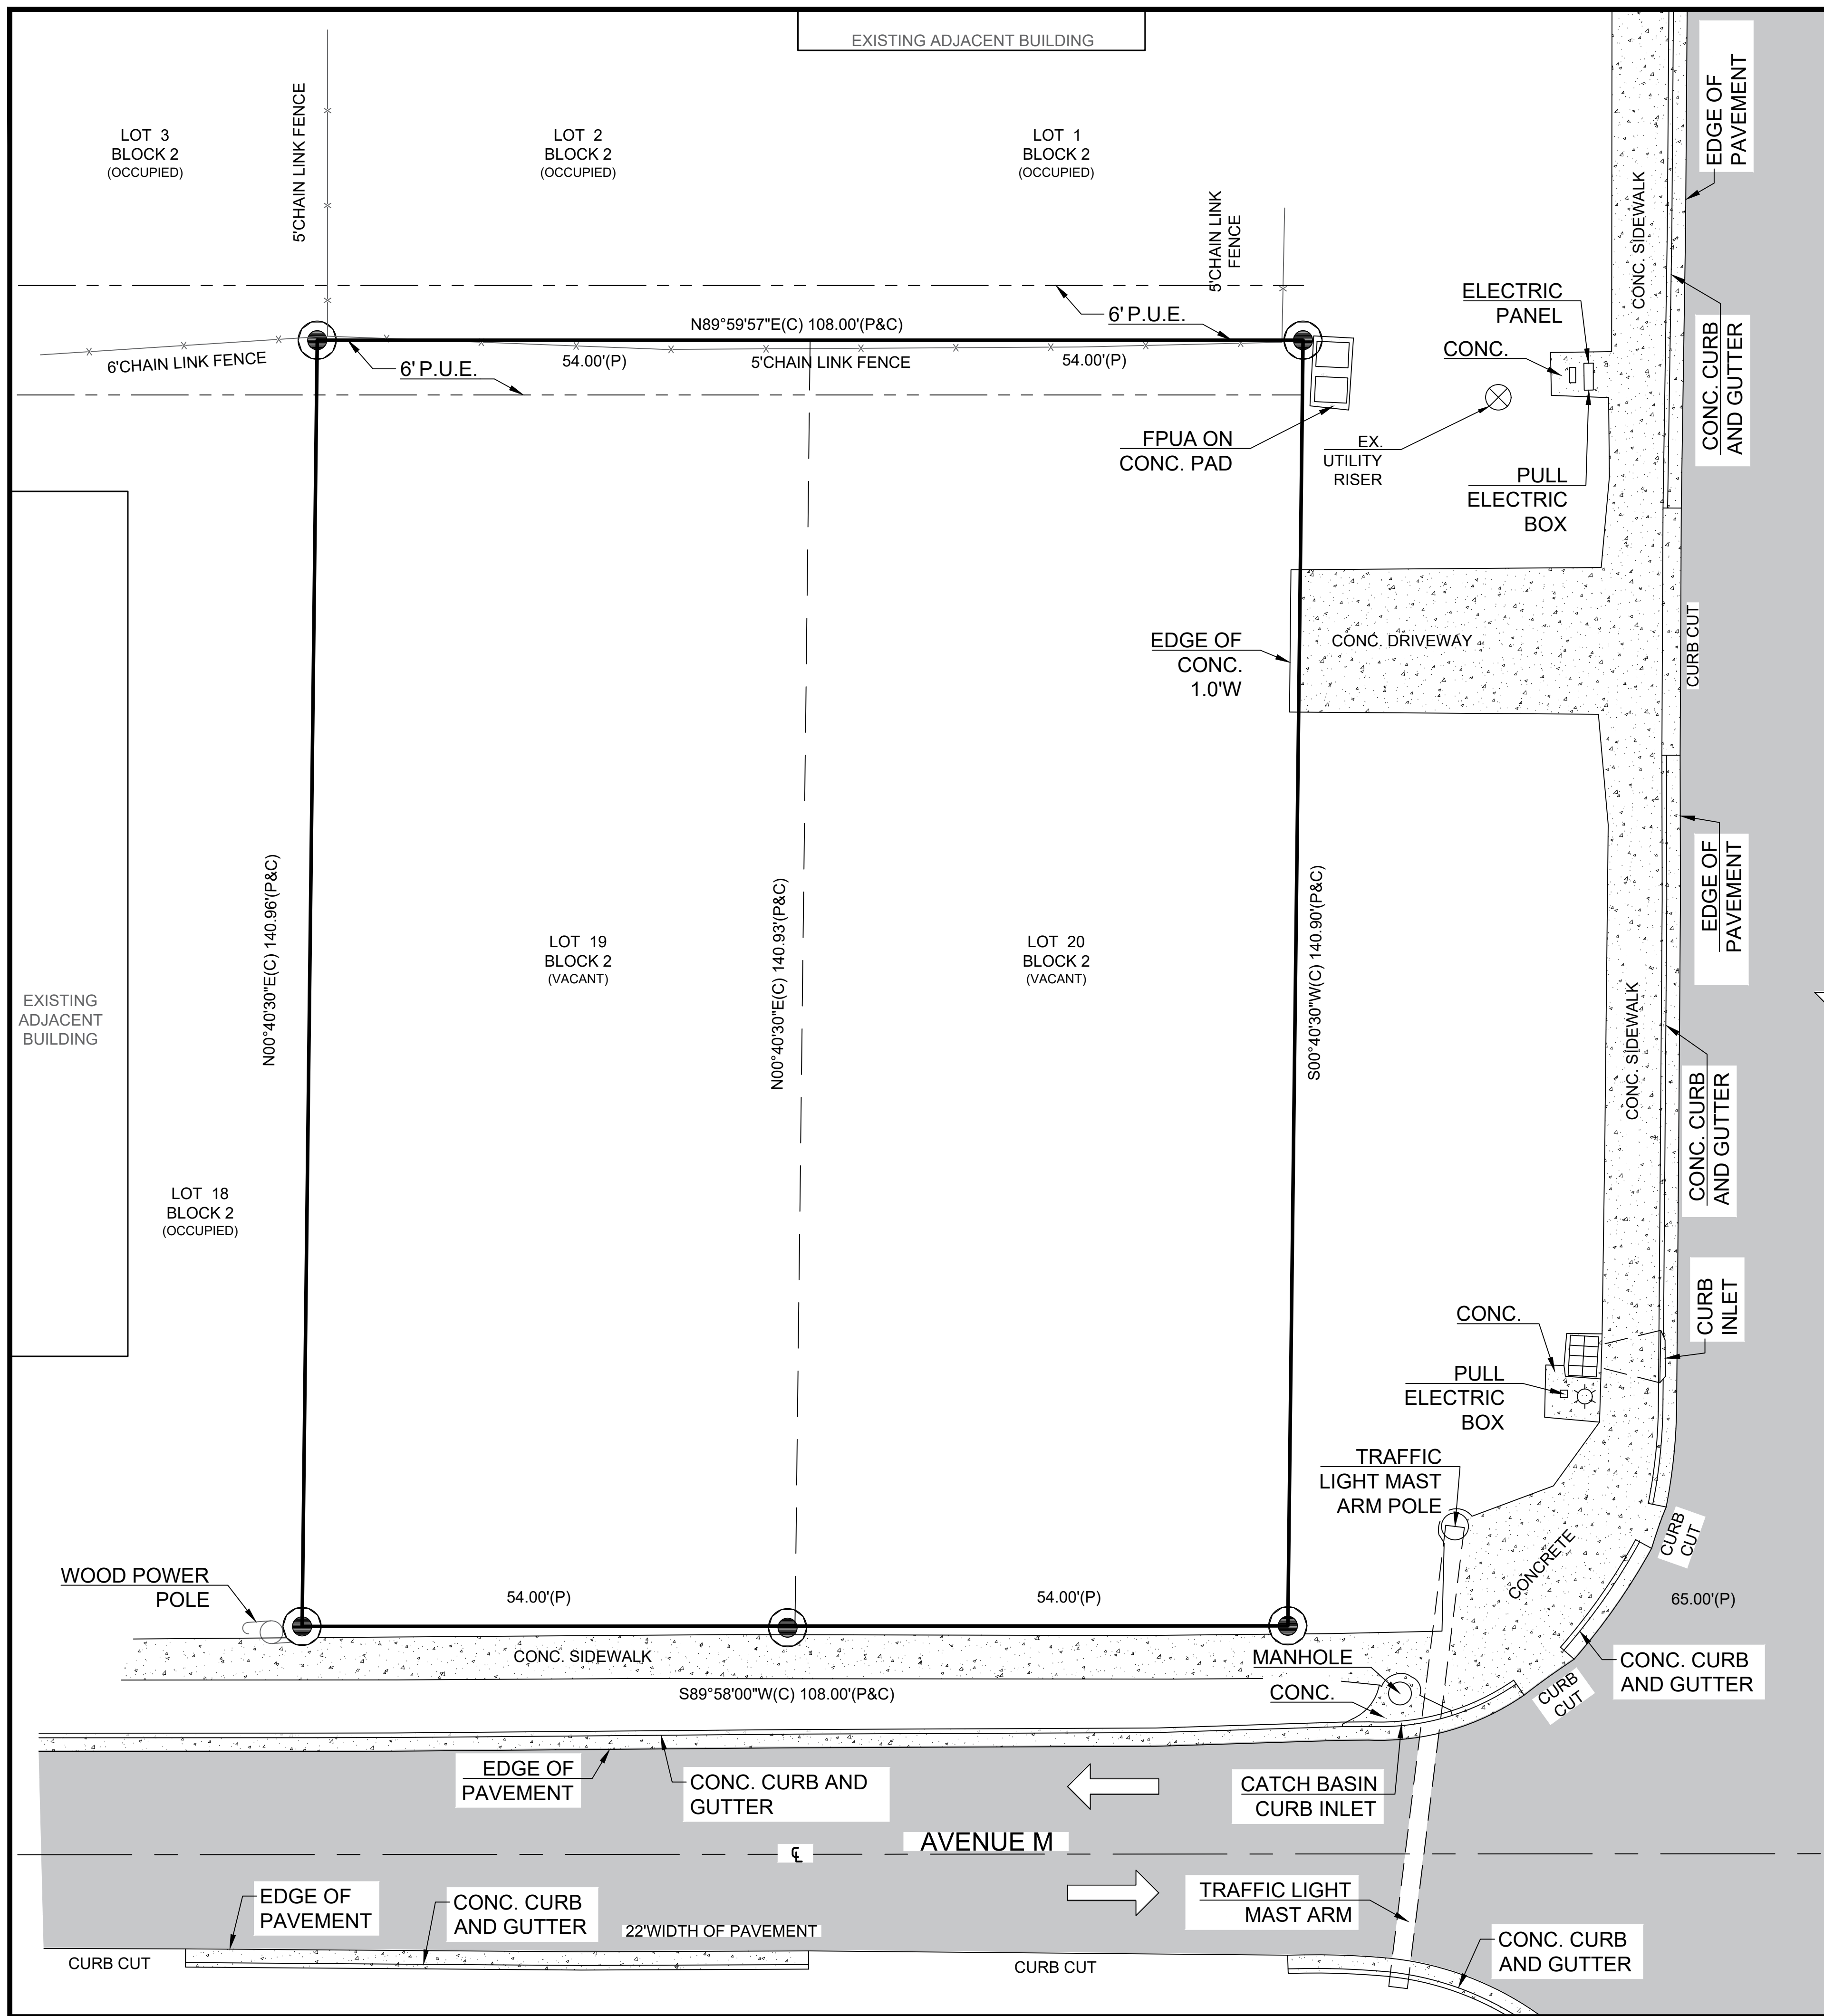 EXISTING ADJACENT BUILDING
EDGE OF
PAVEMENT
5'CHAIN LINK FENCE
LOT 3
BLOCK 2
(OCCUPIED)
LOT 2
BLOCK 2
(OCCUPIED)
LOT 1
BLOCK 2
(OCCUPIED)
5'CHAIN LINK
FENCE
CONC. SIDEWALK
ELECTRIC
PANEL
CONC. CURB
AND GUTTER
6' P.U.E.
N89°59'57"E(C) 108.00'(P&C)
CONC.
6'CHAIN LINK FENCE
6' P.U.E.
54.00'(P)
5'CHAIN LINK FENCE
54.00'(P)
FPUA ON
CONC. PAD
EX.
UTILITY
RISER
PULL
ELECTRIC
BOX
EDGE OF
CONC.
1.0'W
CONC. DRIVEWAY
CURB CUT
EDGE OF
PAVEMENT
N00°40'30"E(C) 140.96'(P&C)
N00°40'30"E(C) 140.93'(P&C)
S00°40'30"W(C) 140.90'(P&C)
LOT 19
BLOCK 2
(VACANT)
LOT 20
BLOCK 2
(VACANT)
EXISTING
ADJACENT
BUILDING
CONC. SIDEWALK
CONC. CURB
AND GUTTER
LOT 18
BLOCK 2
(OCCUPIED)
CURB
INLET
CONC.
PULL
ELECTRIC
BOX
TRAFFIC
LIGHT MAST
ARM POLE
CURB
CUT
CONCRETE
WOOD POWER
POLE
54.00'(P)
54.00'(P)
65.00'(P)
CONC. SIDEWALK
MANHOLE
CONC. CURB
AND GUTTER
S89°58'00"W(C) 108.00'(P&C)
CONC.
CURB
CUT
EDGE OF
PAVEMENT
CONC. CURB AND
GUTTER
CATCH BASIN
CURB INLET
AVENUE M
CL
EDGE OF
PAVEMENT
CONC. CURB
AND GUTTER
22'WIDTH OF PAVEMENT
TRAFFIC LIGHT
MAST ARM
CURB CUT
CURB CUT
CONC. CURB
AND GUTTER